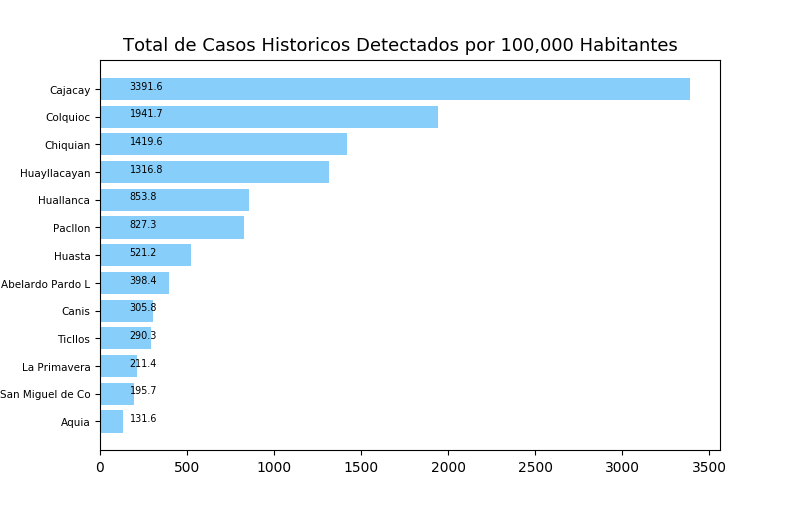 Total de Casos Historicos Detectados por 100,000 Habitantes
Cajacay 3391.6
Colquioc 1941.7
Chiquian 1419.6
Huayllacayan 1316.8
Huallanca 853.8
Pacllon 827.3
Huasta 521.2
Abelardo Pardo L 398.4
Canis 305.8
Ticllos 290.3
La Primavera 211.4
San Miguel de Co 195.7
Aquia 131.6
0 500 1000 1500 2000 2500 3000 3500